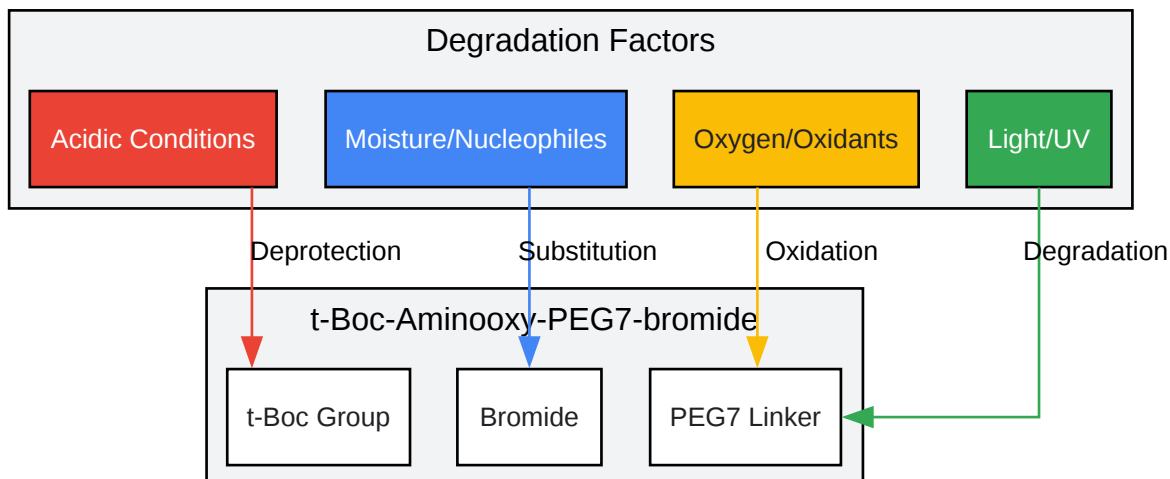 Degradation Factors
Acidic Conditions
Moisture/Nucleophiles
Oxygen/Oxidants
Light/UV
Deprotection
Substitution
Oxidation
Degradation
t-Boc-Aminooxy-PEG7-bromide
t-Boc Group
Bromide
PEG7 Linker